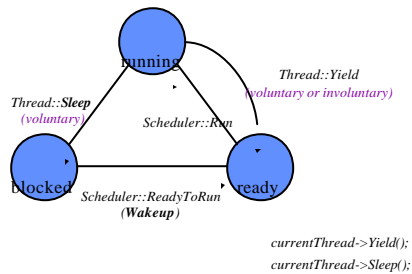 running
Thread::Yield
(voluntary or involuntary)
Thread::Sleep
(voluntary)
Scheduler::Run
blocked
ready
Scheduler::ReadyToRun
(Wakeup)
currentThread->Yield();
currentThread->Sleep();